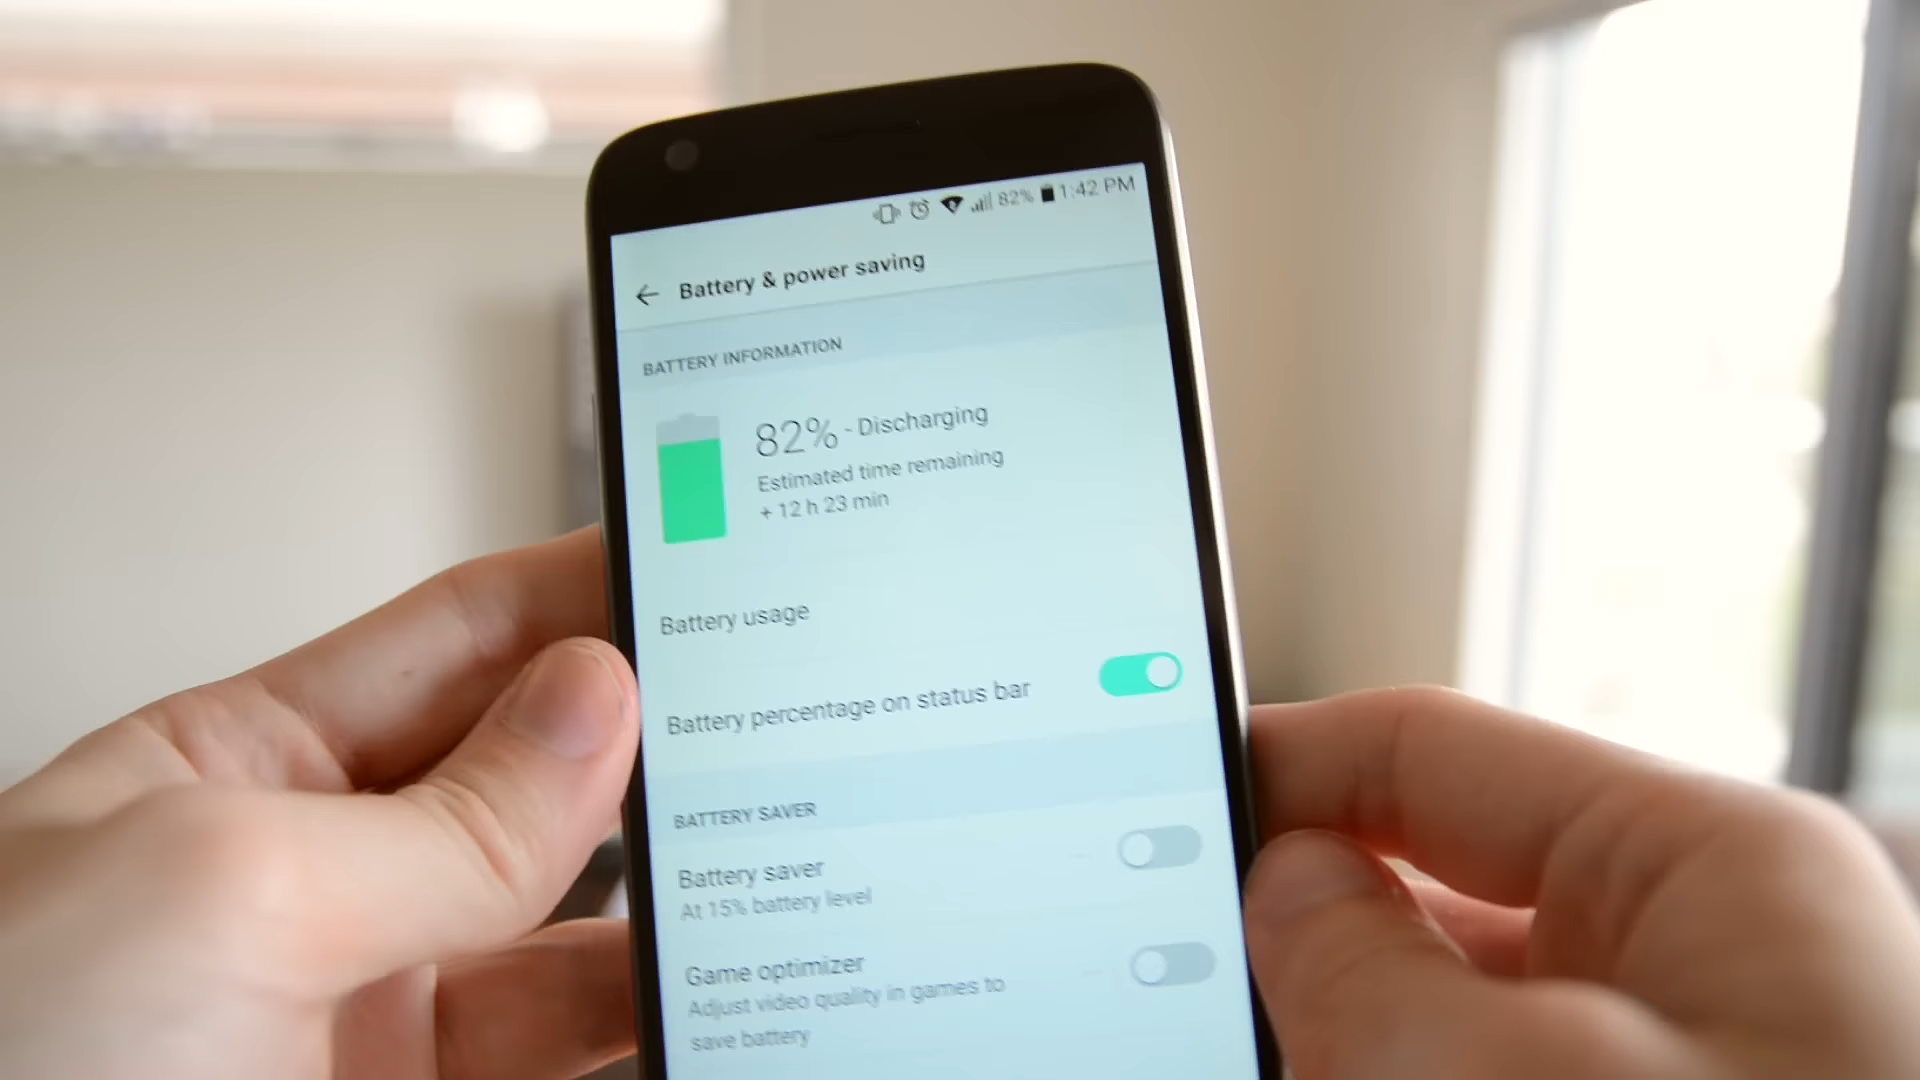 82% 1:42 PM
Battery & power saving
BATTERY INFORMATION
82% - Discharging
Estimated time remaining
+ 12 h 23 min
Battery usage
Battery percentage on status bar
BATTERY SAVER
Battery saver
At 15% battery level
Game optimizer
Adjust video quality in games to
save battery